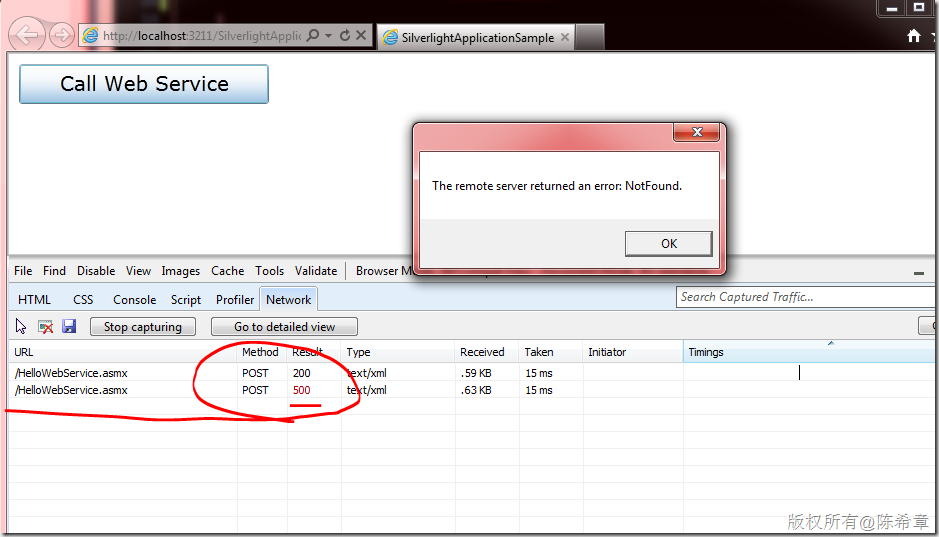 http://localhost:3211/SilverlightApplic
SilverlightApplicationSample
Call Web Service
The remote server returned an error: NotFound.
OK
File Find Disable View Images Cache Tools Validate Browser M
HTML CSS Console Script Profiler Network
Search Captured Traffic...
Stop capturing Go to detailed view
URL Method Result Type Received Taken Initiator Timings
/HelloWebService.asmx POST 200 text/xml .59 KB 15 ms
/HelloWebService.asmx POST 500 text/xml .63 KB 15 ms
版权所有@陈希章